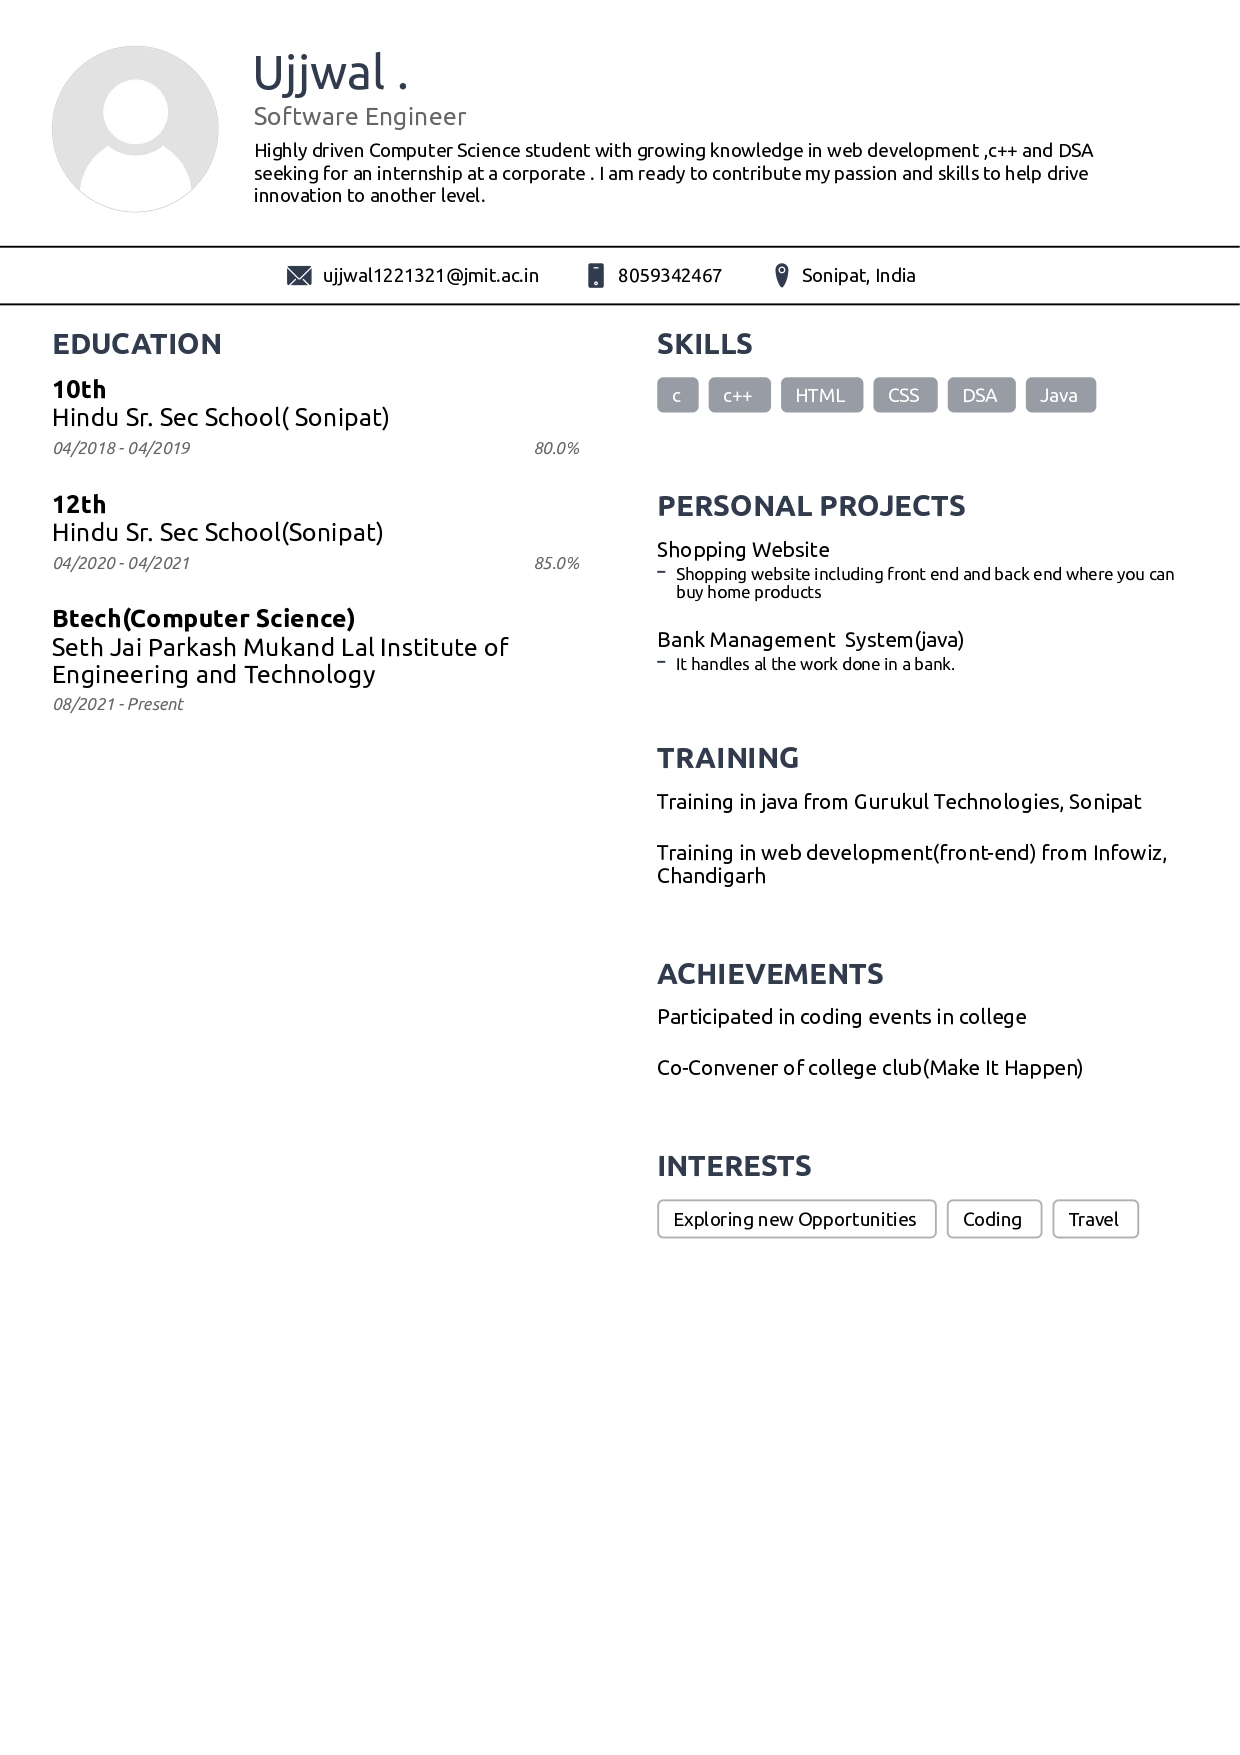 Ujjwal .
Software Engineer
Highly driven Computer Science student with growing knowledge in web development ,c++ and DSA
seeking for an internship at a corporate . I am ready to contribute my passion and skills to help drive
innovation to another level.
ujjwal1221321@jmit.ac.in
8059342467
Sonipat, India
EDUCATION
10th
Hindu Sr. Sec School( Sonipat)
04/2018 - 04/2019 80.0%
12th
Hindu Sr. Sec School(Sonipat)
04/2020 - 04/2021 85.0%
Btech(Computer Science)
Seth Jai Parkash Mukand Lal Institute of
Engineering and Technology
08/2021 - Present
SKILLS
c c++ HTML CSS DSA Java
PERSONAL PROJECTS
Shopping Website
– Shopping website including front end and back end where you can
buy home products
Bank Management  System(java)
– It handles al the work done in a bank.
TRAINING
Training in java from Gurukul Technologies, Sonipat
Training in web development(front-end) from Infowiz,
Chandigarh
ACHIEVEMENTS
Participated in coding events in college
Co-Convener of college club(Make It Happen)
INTERESTS
Exploring new Opportunities Coding Travel